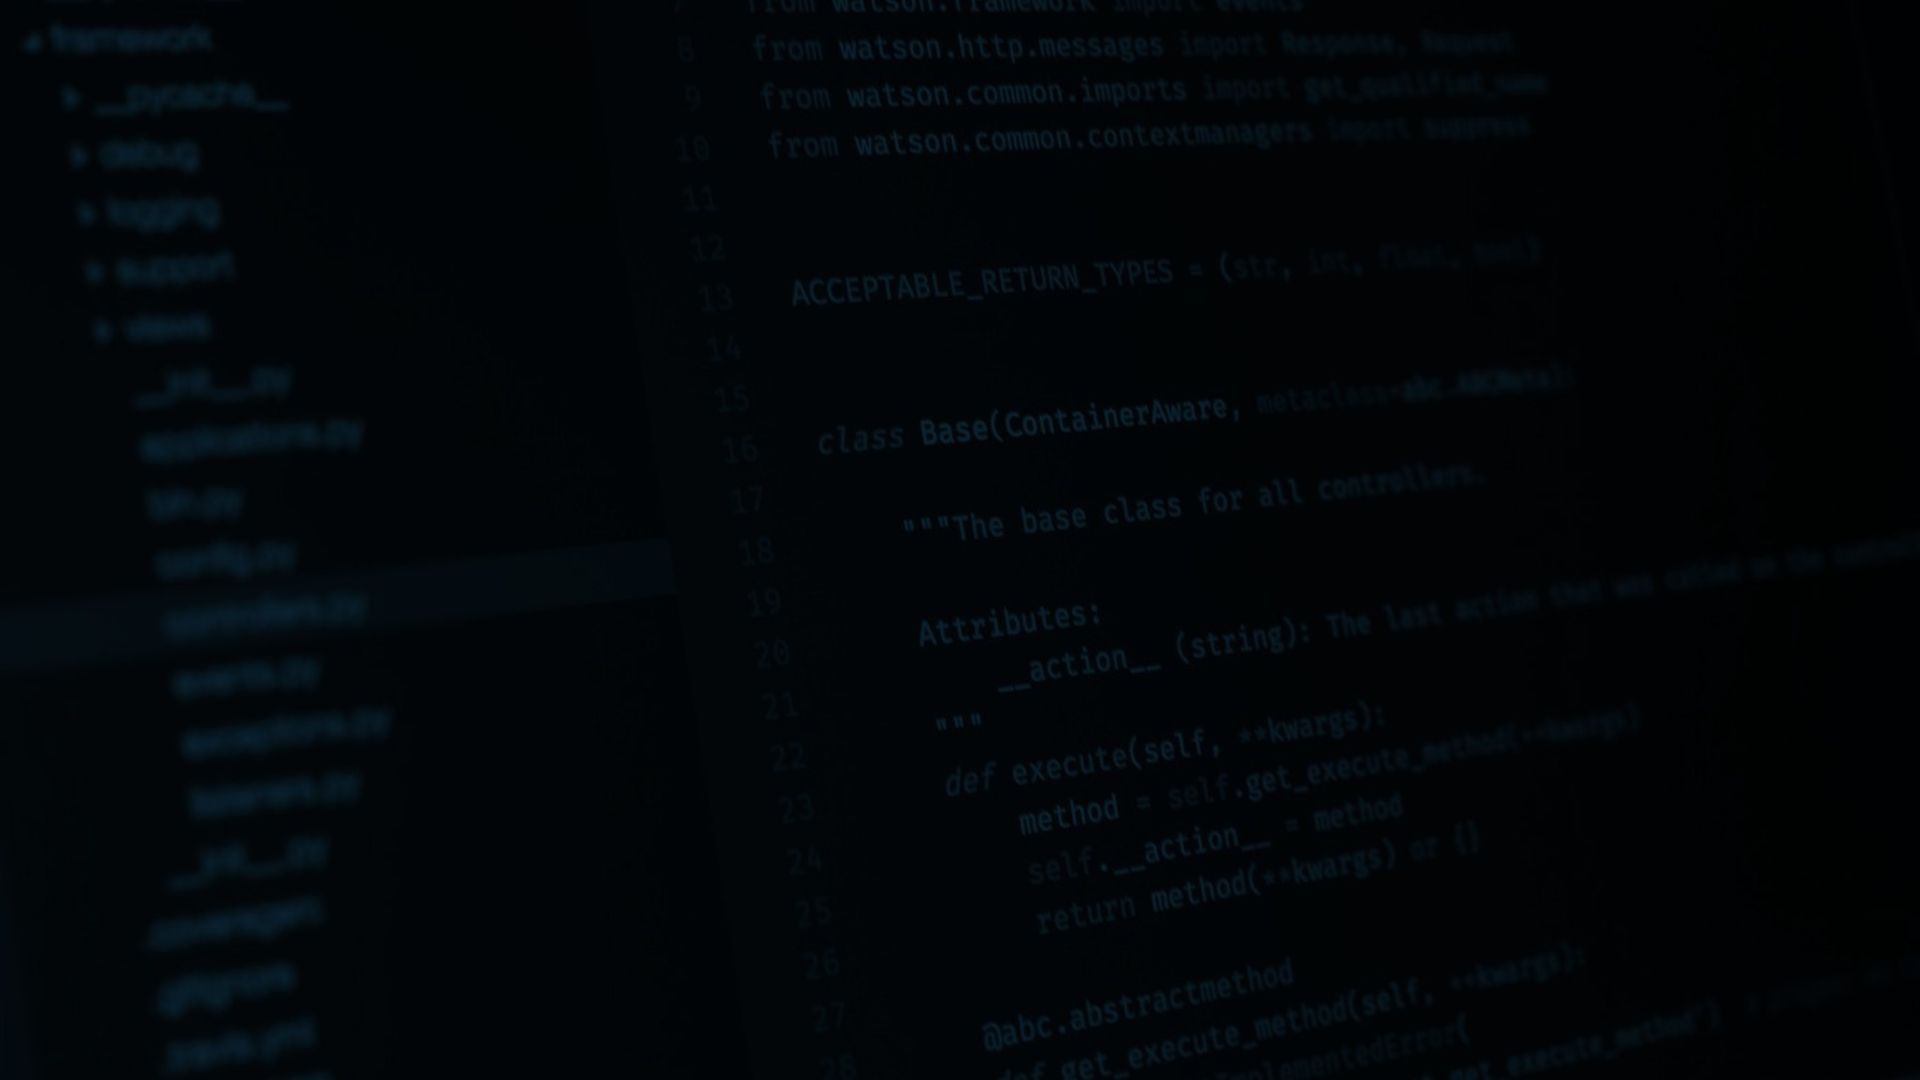 framework
__pycache__
debug
logging
support
views
__init__.py
applications.py
config.py
controllers.py
events.py
exceptions.py
listeners.py
__init__.py
.coveragerc
.gitignore
.travis.yml
7 from watson.framework import events
8 from watson.http.messages import Response, Request
9 from watson.common.imports import get_qualified_name
10 from watson.common.contextmanagers import suppress
11
12
13 ACCEPTABLE_RETURN_TYPES = (str, int, float, bool)
14
15
16 class Base(ContainerAware, metaclass=abc.ABCMeta):
17
18 """The base class for all controllers.
19
20 Attributes:
21 __action__ (string): The last action that was called on the
22 """
23 def execute(self, **kwargs):
24 method = self.get_execute_method(**kwargs)
25 self.__action__ = method
26 return method(**kwargs) or {}
27
28 @abc.abstractmethod
def get_execute_method(self, **kwargs):
ImplementedError(
get_execute_method")